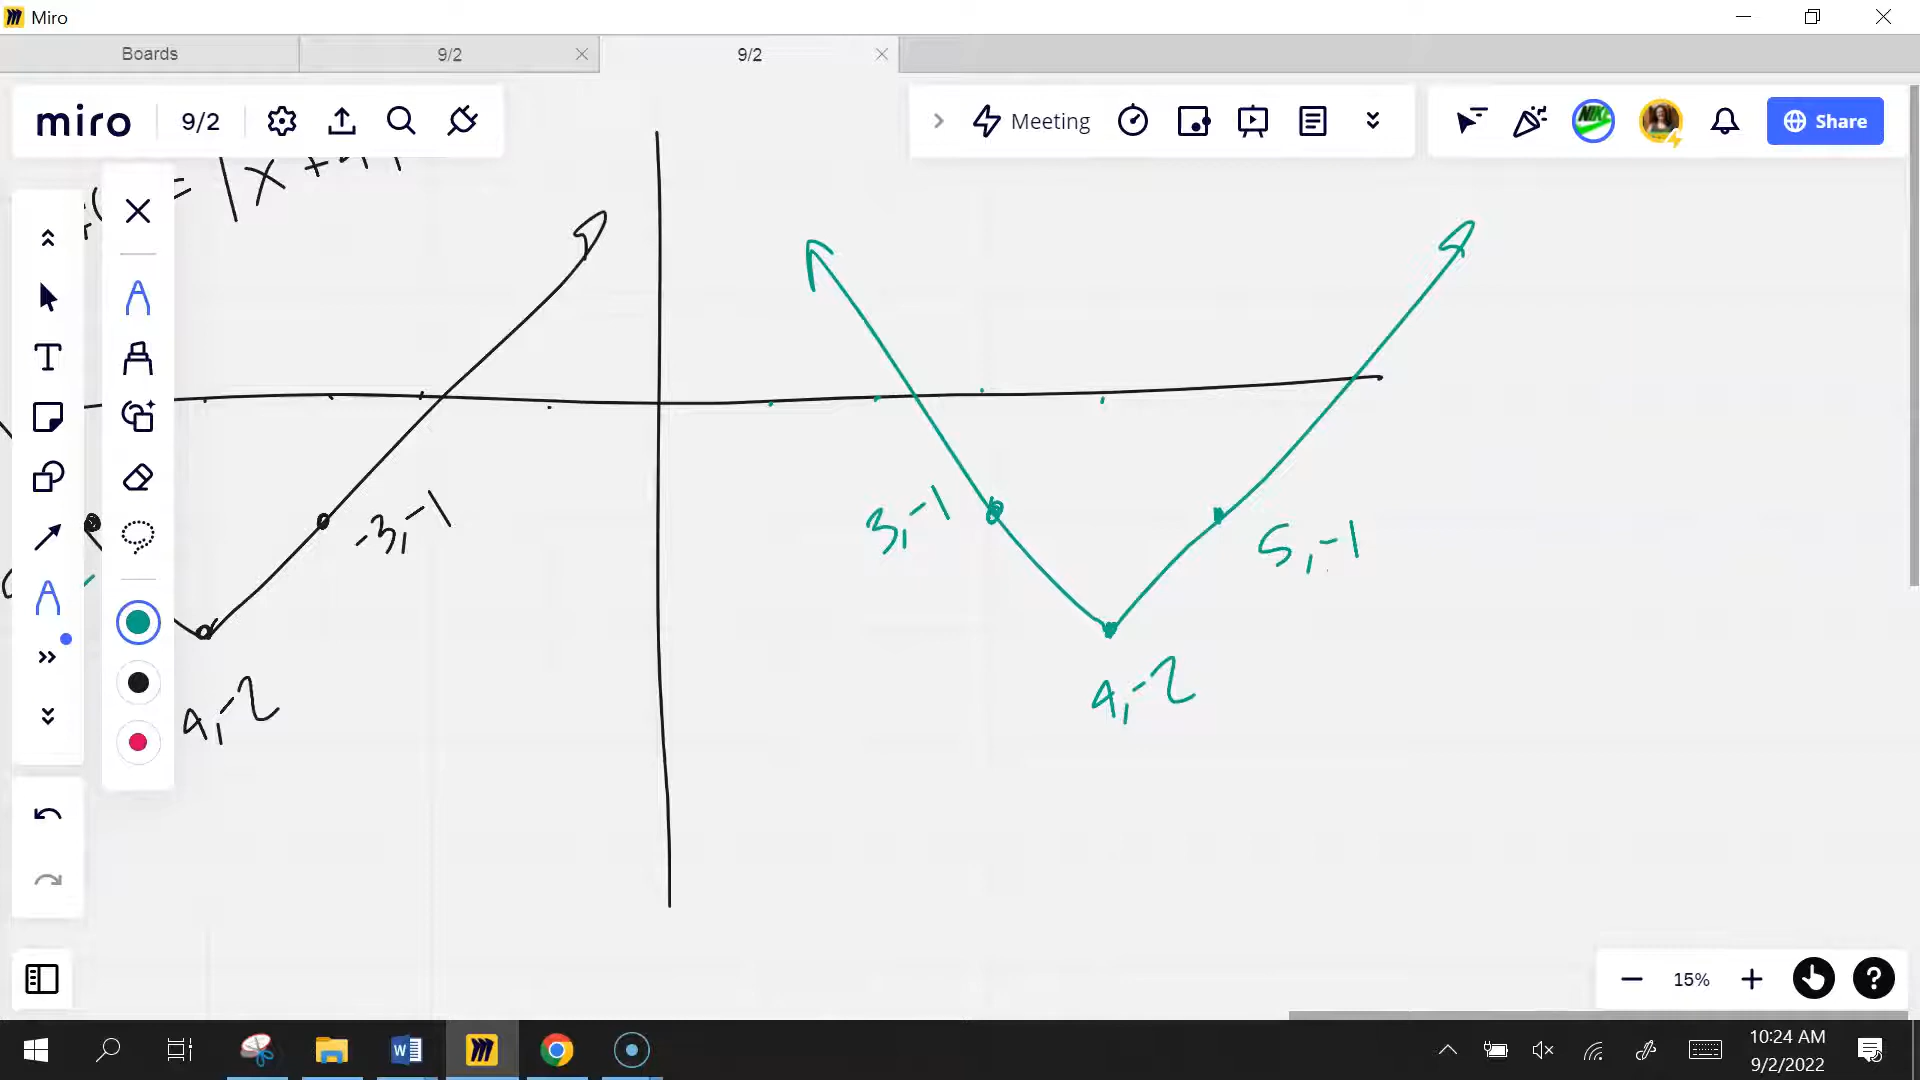 Miro
Boards 9/2 9/2
miro 9/2 Meeting Share
= |x+4|
-3,-1
3,-1
5,-1
4,-2
4,-2
15%
10:24 AM
9/2/2022